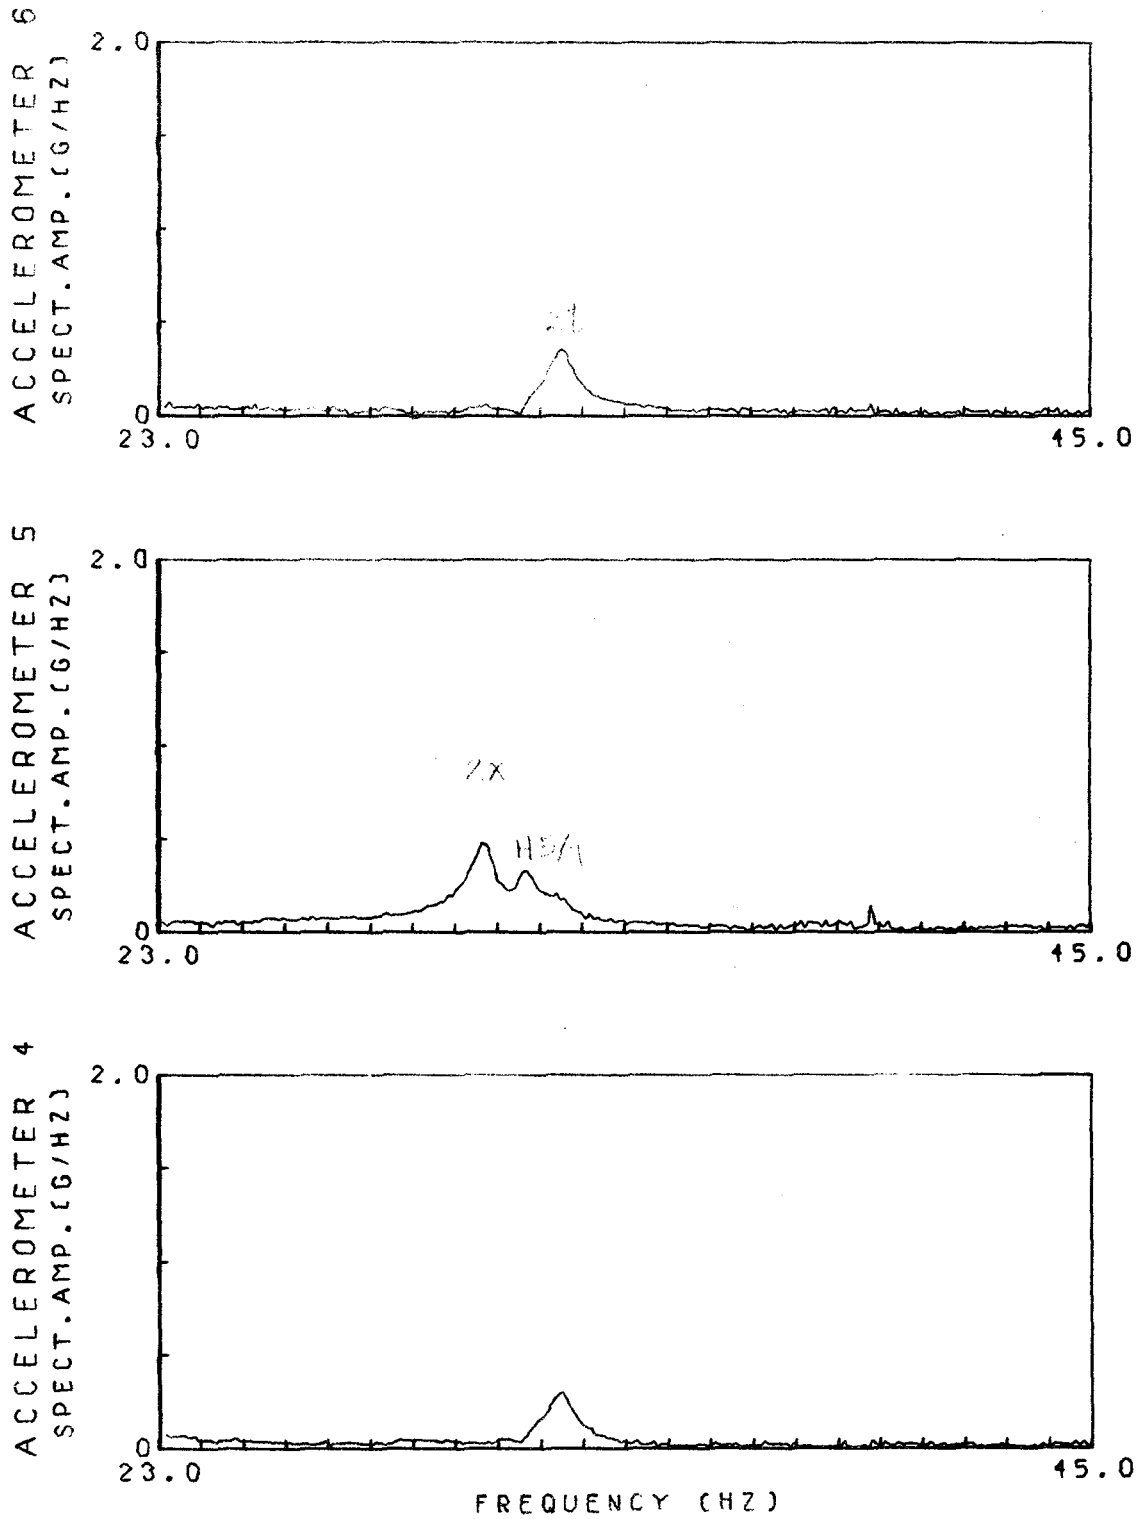 ACCELEROMETER 6
SPECT.AMP.(G/HZ)
2.0
0
23.0
45.0
ACCELEROMETER 5
SPECT.AMP.(G/HZ)
2.0
2X
0
23.0
45.0
ACCELEROMETER 4
SPECT.AMP.(G/HZ)
2.0
0
23.0
45.0
FREQUENCY (HZ)